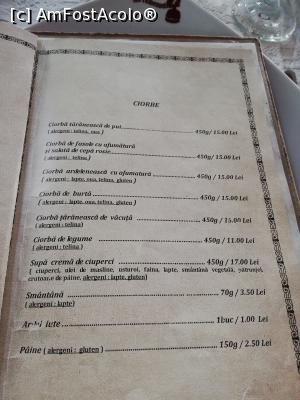 (c) AmFostAcolo®
CIORBE
Ciorbă țărănească de pui 450g/ 15.00 Lei
( alergeni : telina, oua )
Ciorbă de fasole cu afumătură
și salată de cepă rosie 450g / 15.00 Lei
( alergeni : telina )
Ciorbă ardelenească cu afumatura 450g / 15.00 Lei
( alergeni : lapte, oua, telina, gluten )
Ciorbă de burtă 450g / 15.00 Lei
( alergeni : lapte, oua, telina, gluten )
Ciorbă țărănească de văcuță 450g / 15.00 Lei
( alergeni : telina )
Ciorbă de legume 450g / 11.00 Lei
( alergeni : telina )
Supă cremă de ciuperci 450g / 17.00 Lei
( ciuperci, ulei de masline, usturoi, faina, lapte, smântână vegetală, pătrunjel,
crutoane de pâine, alergeni : lapte, gluten )
Smântână 70g / 3.50 Lei
( alergeni : lapte)
Ardei iute 1buc / 1.00 Lei
Pâine ( alergeni : gluten ) 150g / 2.50 Lei